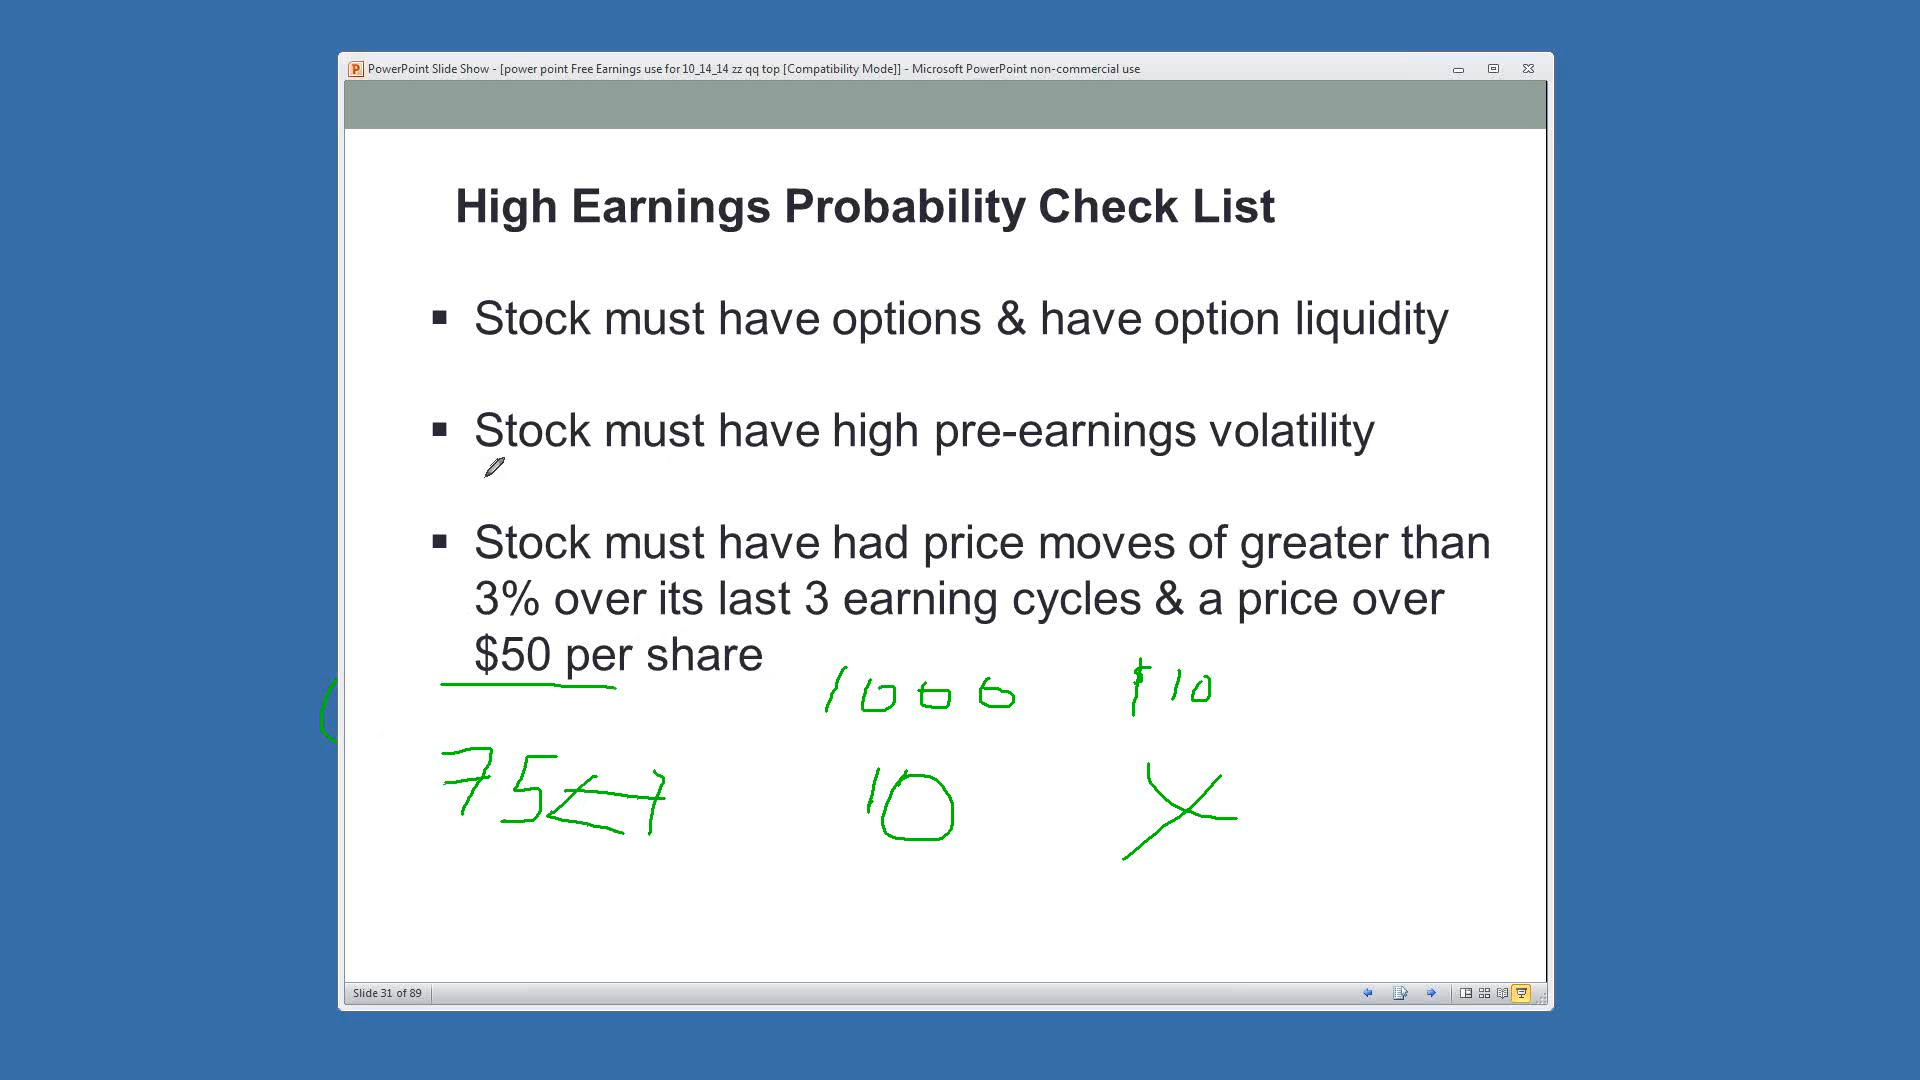 PowerPoint Slide Show - [power point Free Earnings use for 10_14_14 zz qq top [Compatibility Mode]] - Microsoft PowerPoint non-commercial use
High Earnings Probability Check List
▪ Stock must have options & have option liquidity
▪ Stock must have high pre-earnings volatility
▪ Stock must have had price moves of greater than
3% over its last 3 earning cycles & a price over
$50 per share
1000 $10
75 10
Slide 31 of 89